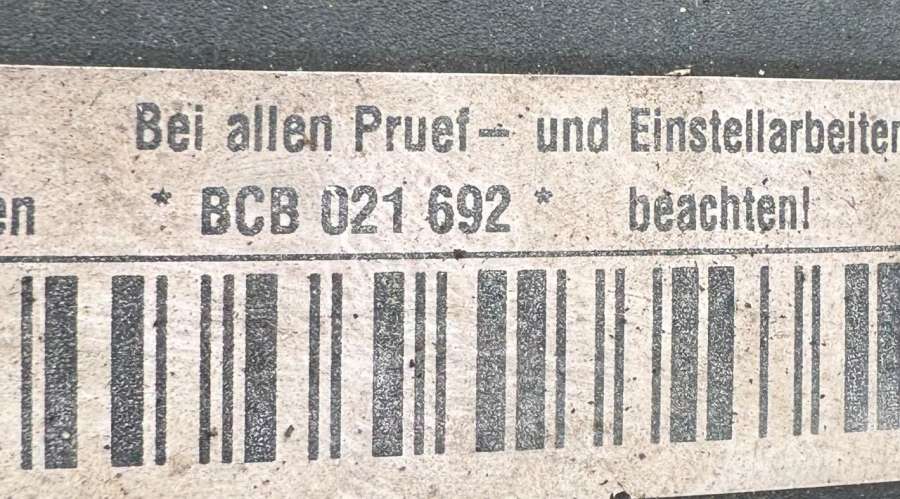 Bei allen Pruef- und Einstellarbeiten
en * BCB 021 692 * beachten!